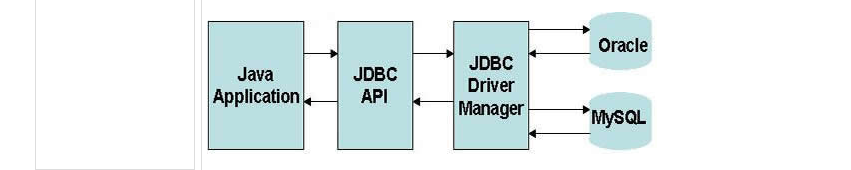 Java
Application
JDBC
API
JDBC
Driver
Manager
Oracle
MySQL